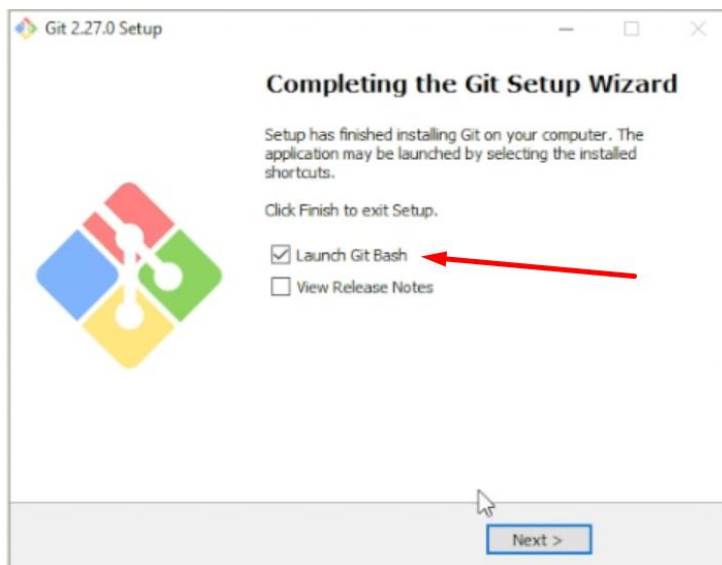 Git 2.27.0 Setup
Completing the Git Setup Wizard
Setup has finished installing Git on your computer. The
application may be launched by selecting the installed
shortcuts.
Click Finish to exit Setup.
Launch Git Bash
View Release Notes
Next >